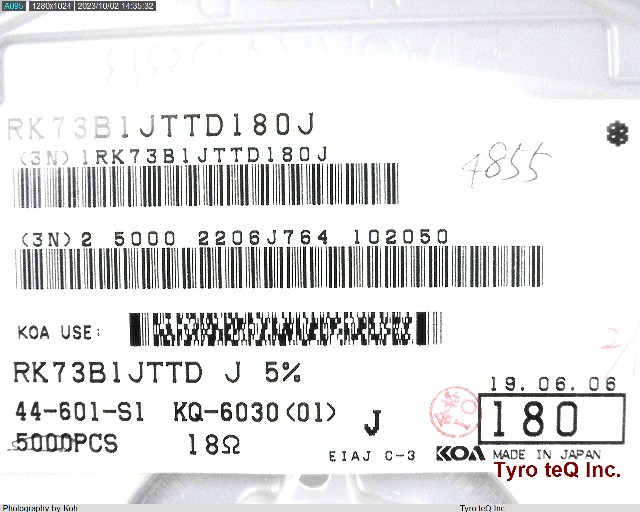 A095 1280x1024 2023/10/02 14:35:32
RK73B1JTTD180J
(3N) 1RK73B1JTTD180J
4855
(3N) 2 5000 2206J764 102050
KOA USE:
RK73B1JTTD J 5%
19.06.06
44-601-S1 KQ-6030(01) J 180
5000PCS 18Ω EIAJ C-3 KOA MADE IN JAPAN
Tyro teQ Inc.
Photography by Koh Tyro teQ Inc